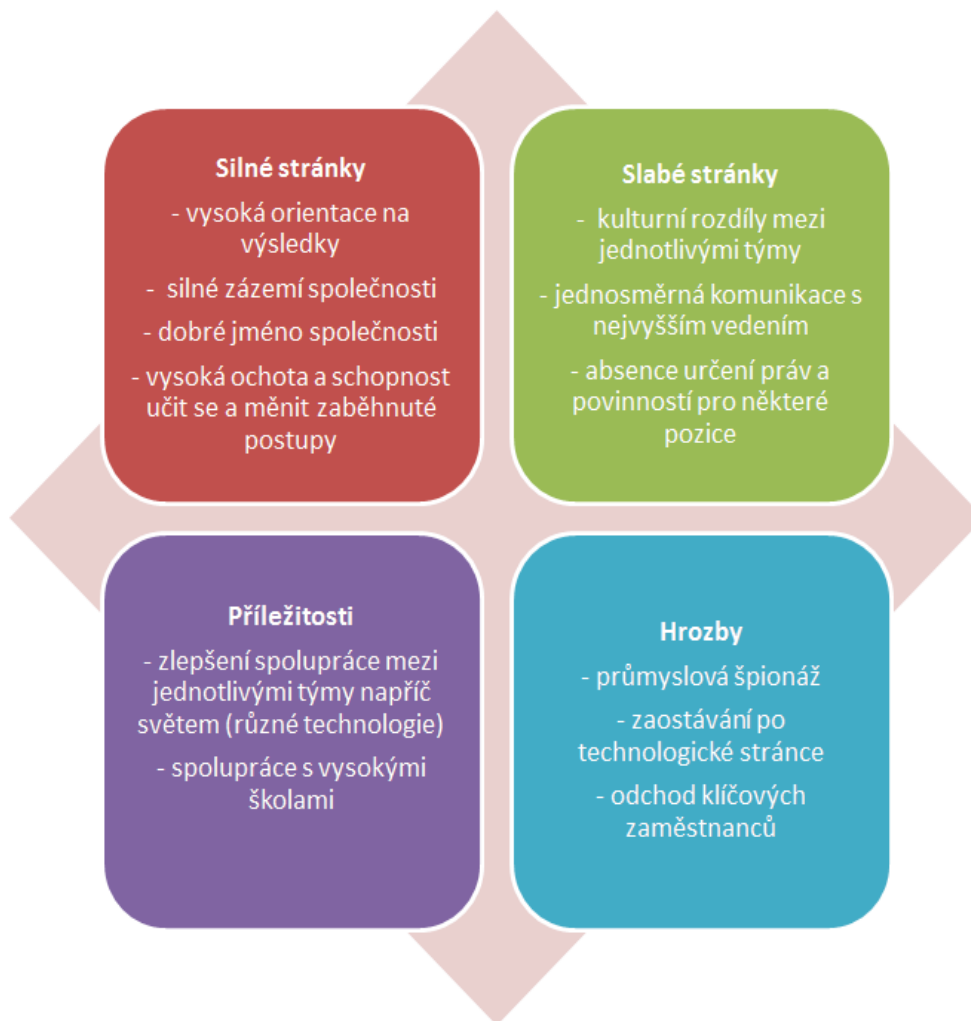 Silné stránky
- vysoká orientace na
výsledky
- silné zázemí společnosti
- dobré jméno společnosti
- vysoká ochota a schopnost
učit se a měnit zaběhnuté
postupy
Slabé stránky
- kulturní rozdíly mezi
jednotlivými týmy
- jednosměrná komunikace s
nejvyšším vedením
- absence určení práv a
povinností pro některé
pozice
Příležitosti
- zlepšení spolupráce mezi
jednotlivými týmy napříč
světem (různé technologie)
- spolupráce s vysokými
školami
Hrozby
- průmyslová špionáž
- zaostávání po
technologické stránce
- odchod klíčových
zaměstnanců